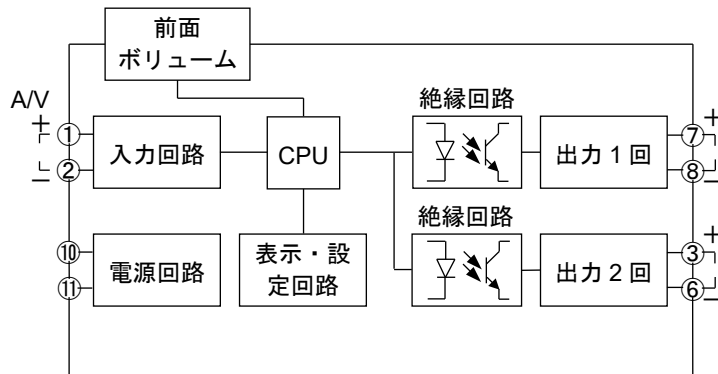 前面
ボリューム
A/V
+
①
②
−
入力回路
CPU
絶縁回路
出力1回
+
⑦
⑧
−
⑩
⑪
電源回路
表示・設
定回路
絶縁回路
出力2回
+
③
⑥
−